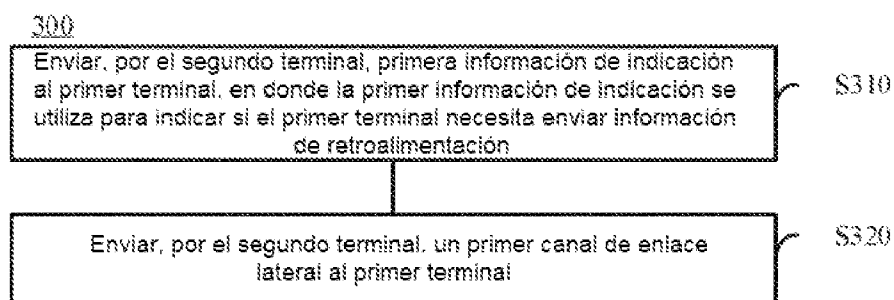 300
Enviar, por el segundo terminal, primera información de indicación
al primer terminal, en donde la primer información de indicación se
utiliza para indicar si el primer terminal necesita enviar información
de retroalimentación
S310
Enviar, por el segundo terminal, un primer canal de enlace
lateral al primer terminal
S320